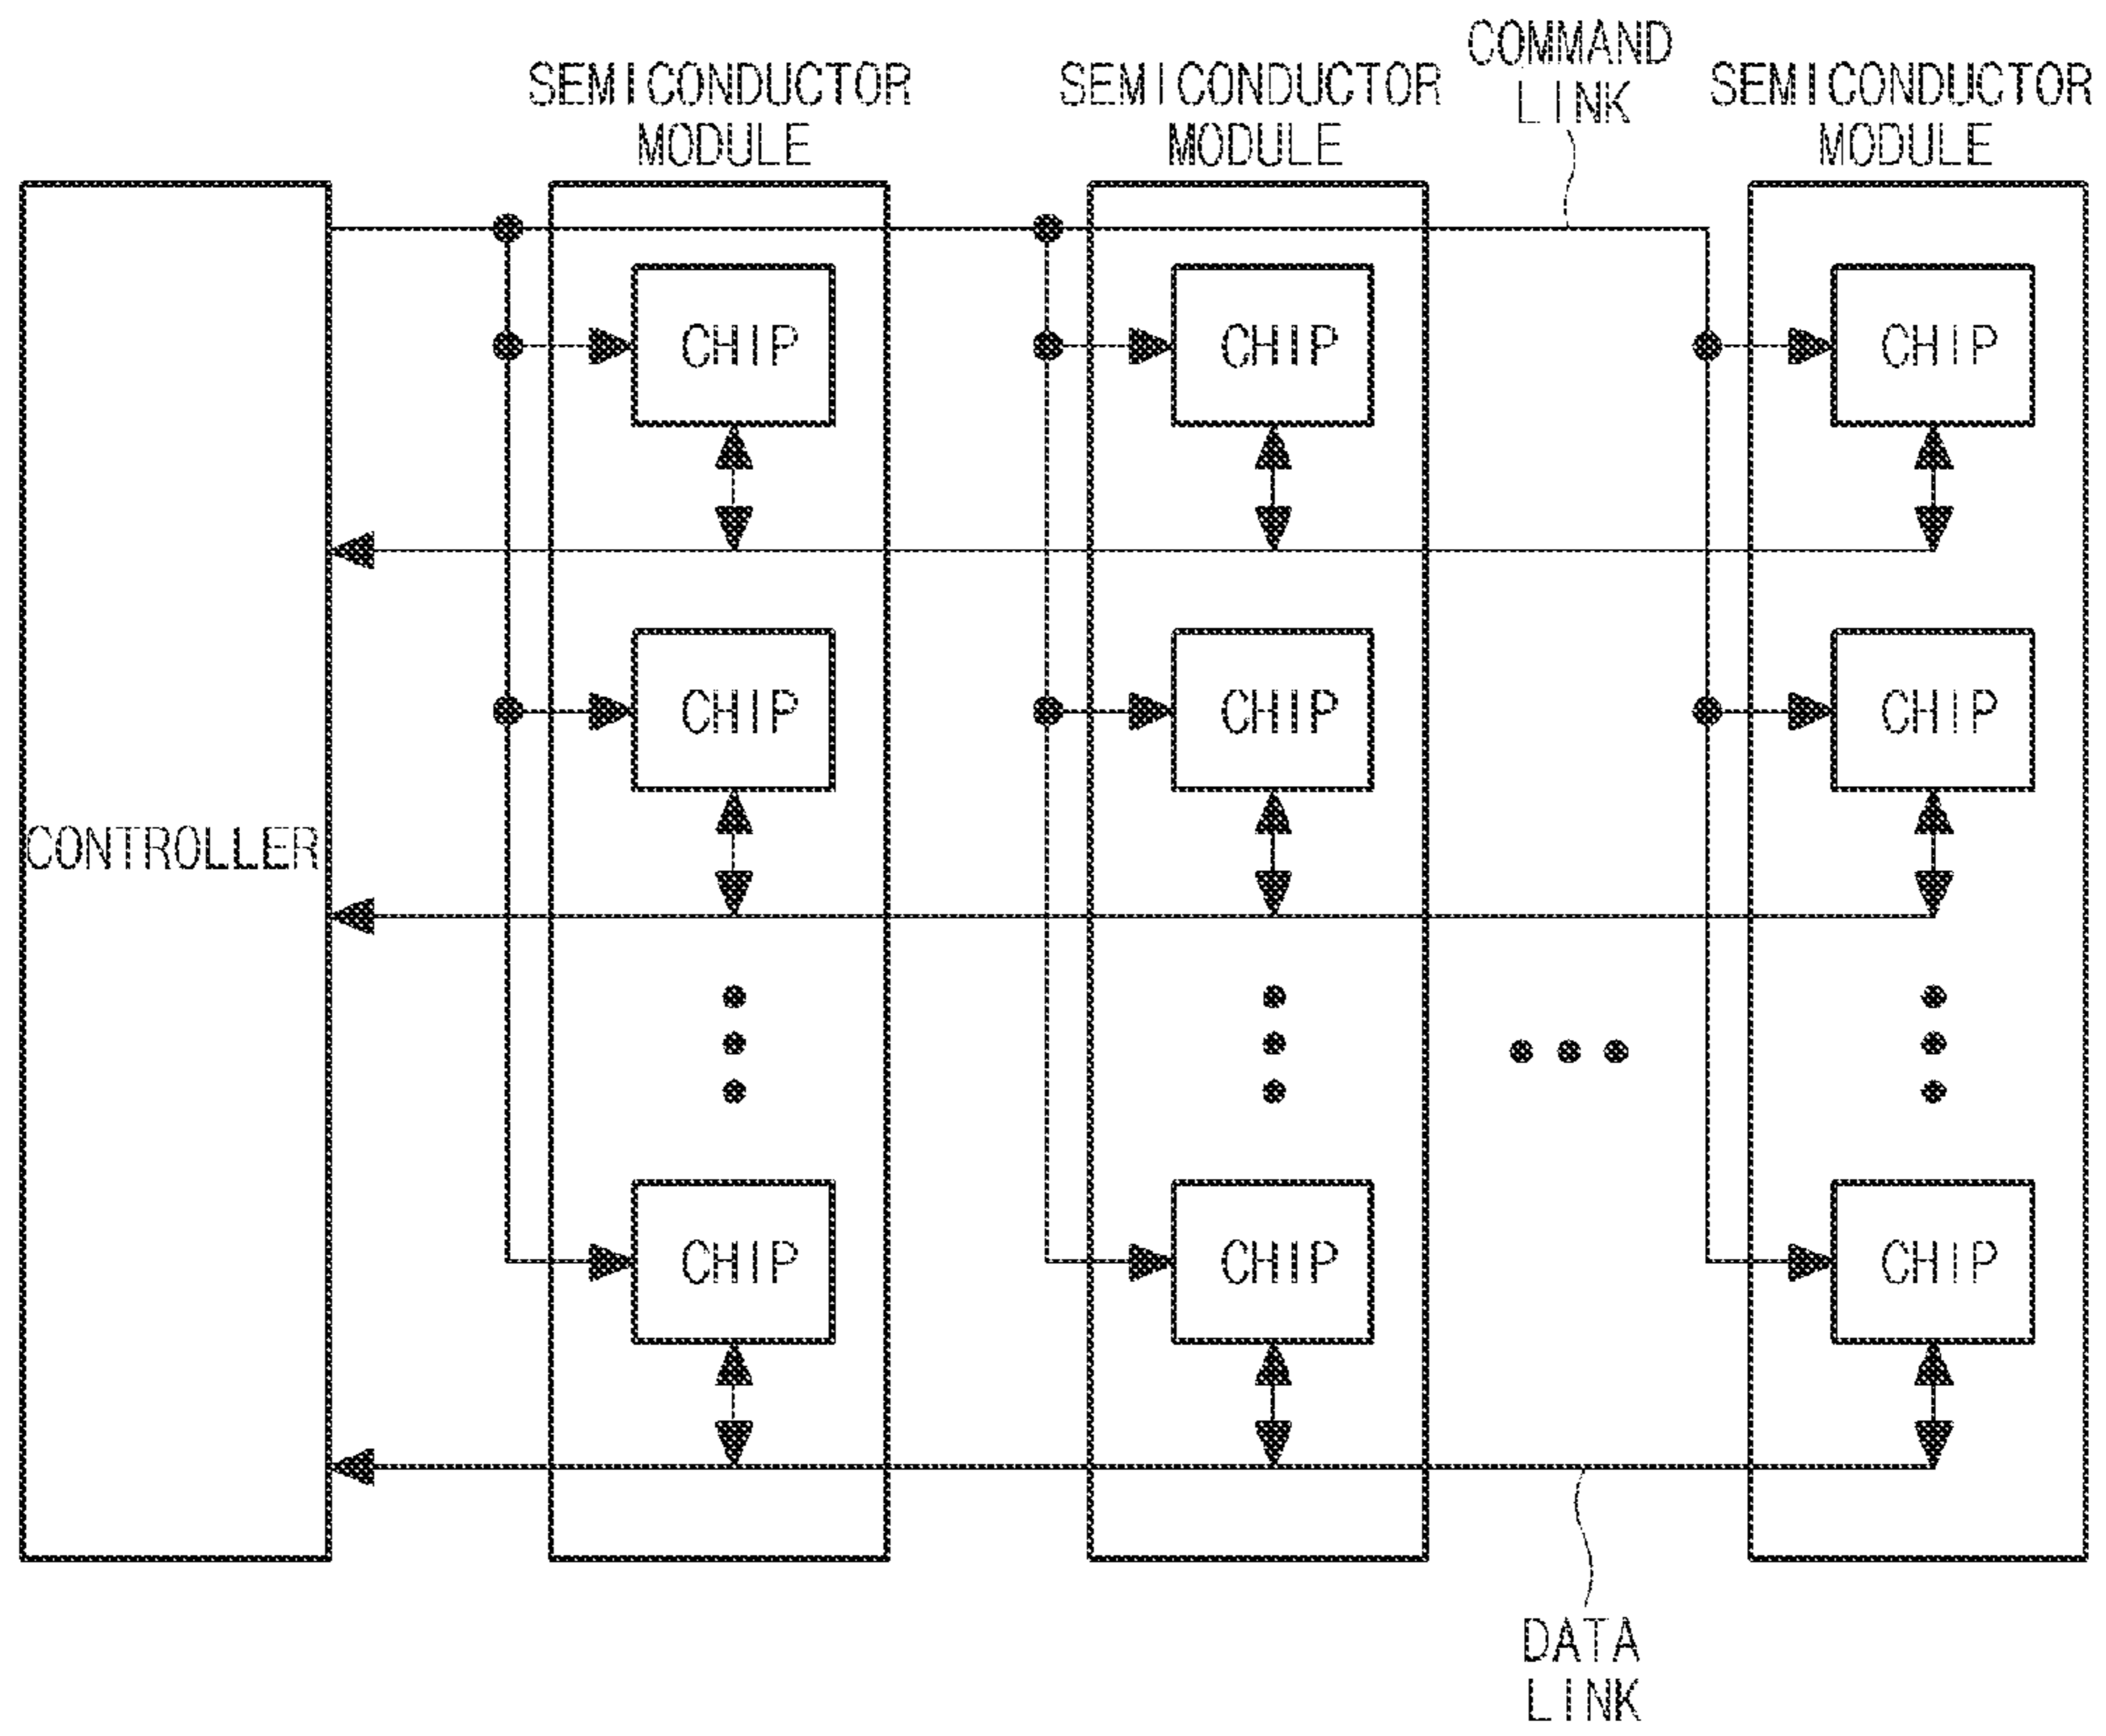 COMMAND
LINK
SEMICONDUCTOR
MODULE
SEMICONDUCTOR
MODULE
SEMICONDUCTOR
MODULE
CHIP
CHIP
CHIP
CHIP
CHIP
CHIP
CONTROLLER
CHIP
CHIP
CHIP
DATA
LINK